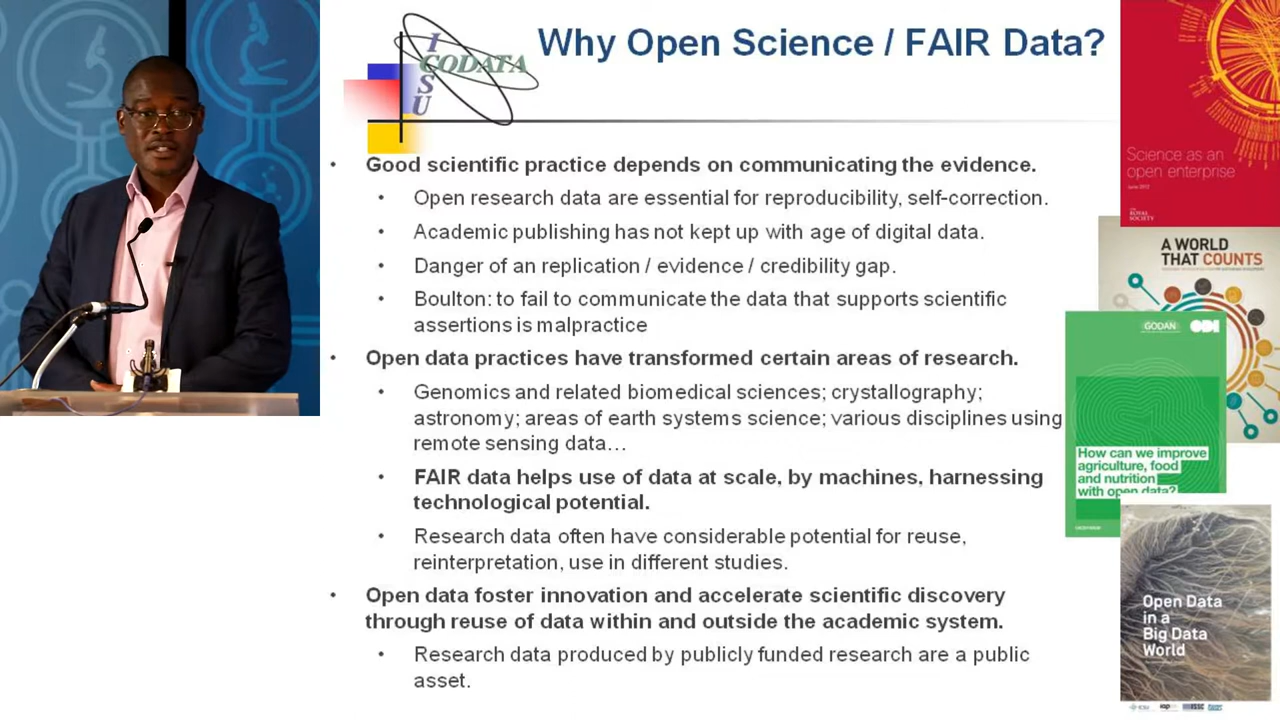 I
CODATA
S
U
Why Open Science / FAIR Data?
• Good scientific practice depends on communicating the evidence.
• Open research data are essential for reproducibility, self-correction.
• Academic publishing has not kept up with age of digital data.
• Danger of an replication / evidence / credibility gap.
• Boulton: to fail to communicate the data that supports scientific
assertions is malpractice
• Open data practices have transformed certain areas of research.
• Genomics and related biomedical sciences; crystallography;
astronomy; areas of earth systems science; various disciplines using
remote sensing data…
• FAIR data helps use of data at scale, by machines, harnessing
technological potential.
• Research data often have considerable potential for reuse,
reinterpretation, use in different studies.
• Open data foster innovation and accelerate scientific discovery
through reuse of data within and outside the academic system.
• Research data produced by publicly funded research are a public
asset.
Science as an
open enterprise
June 2012
THE
ROYAL
SOCIETY
A WORLD
THAT COUNTS
GODAN
ODI
How can we improve
agriculture, food
and nutrition
with open data?
Open Data
in a
Big Data
World